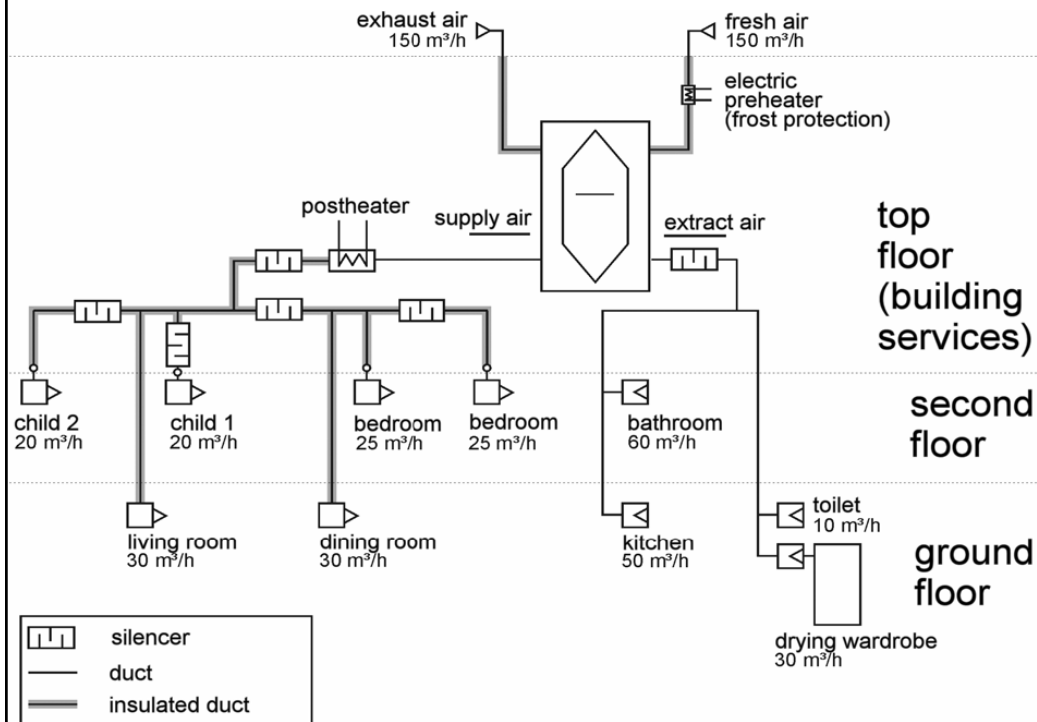 exhaust air
150 m³/h
fresh air
150 m³/h
electric
preheater
(frost protection)
postheater
supply air
extract air
top
floor
(building
services)
child 2
20 m³/h
child 1
20 m³/h
bedroom
25 m³/h
bedroom
25 m³/h
bathroom
60 m³/h
second
floor
living room
30 m³/h
dining room
30 m³/h
kitchen
50 m³/h
toilet
10 m³/h
ground
floor
drying wardrobe
30 m³/h
silencer
duct
insulated duct